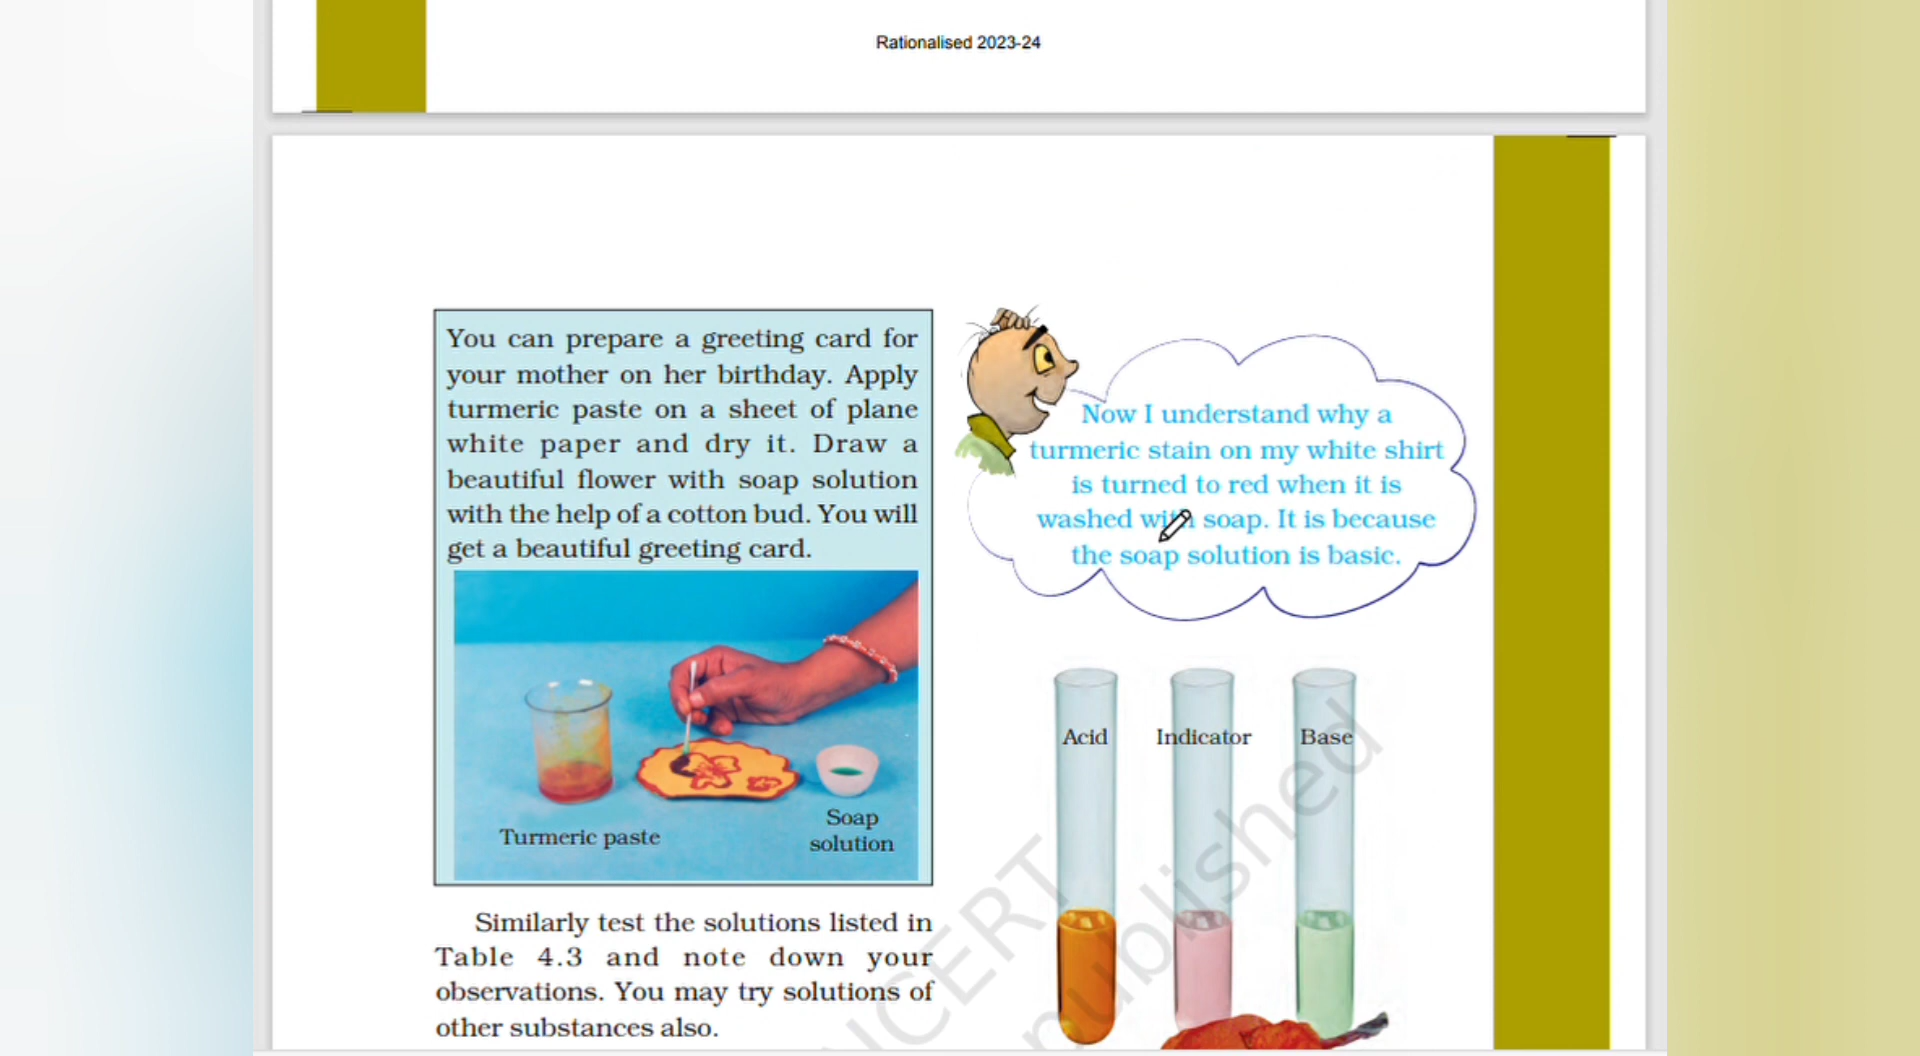 Rationalised 2023-24
You can prepare a greeting card for
your mother on her birthday. Apply
turmeric paste on a sheet of plane
white paper and dry it. Draw a
beautiful flower with soap solution
with the help of a cotton bud. You will
get a beautiful greeting card.
Turmeric paste
Soap
solution
Similarly test the solutions listed in
Table 4.3 and note down your
observations. You may try solutions of
other substances also.
Now I understand why a
turmeric stain on my white shirt
is turned to red when it is
washed with soap. It is because
the soap solution is basic.
Acid
Indicator
Base
NCERT
published